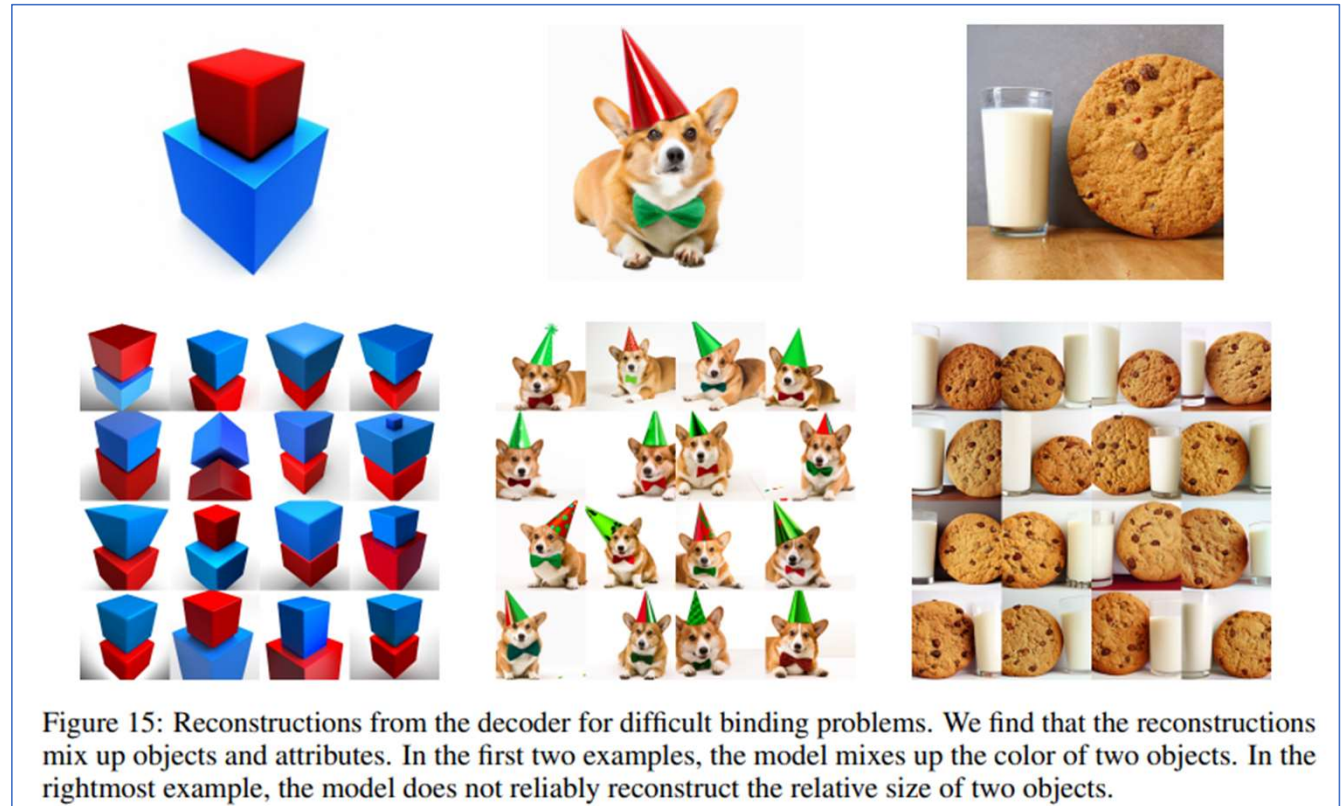 Figure 15: Reconstructions from the decoder for difficult binding problems. We find that the reconstructions
mix up objects and attributes. In the first two examples, the model mixes up the color of two objects. In the
rightmost example, the model does not reliably reconstruct the relative size of two objects.